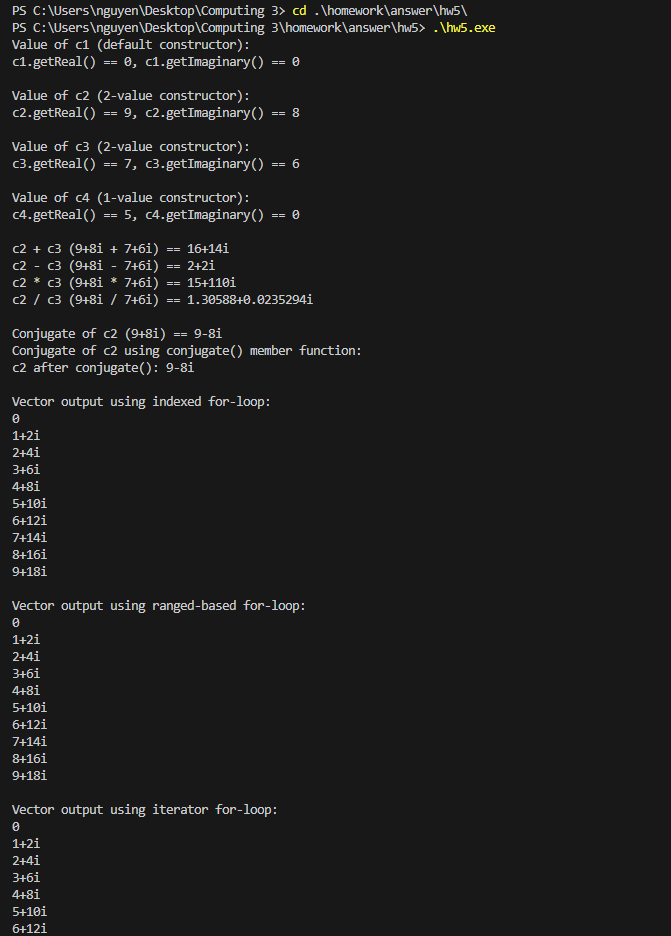 PS C:\Users\nguyen\Desktop\Computing 3> cd .\homework\answer\hw5\
PS C:\Users\nguyen\Desktop\Computing 3\homework\answer\hw5> .\hw5.exe
Value of c1 (default constructor):
c1.getReal() == 0, c1.getImaginary() == 0

Value of c2 (2-value constructor):
c2.getReal() == 9, c2.getImaginary() == 8

Value of c3 (2-value constructor):
c3.getReal() == 7, c3.getImaginary() == 6

Value of c4 (1-value constructor):
c4.getReal() == 5, c4.getImaginary() == 0

c2 + c3 (9+8i + 7+6i) == 16+14i
c2 - c3 (9+8i - 7+6i) == 2+2i
c2 * c3 (9+8i * 7+6i) == 15+110i
c2 / c3 (9+8i / 7+6i) == 1.30588+0.0235294i

Conjugate of c2 (9+8i) == 9-8i
Conjugate of c2 using conjugate() member function:
c2 after conjugate(): 9-8i

Vector output using indexed for-loop:
0
1+2i
2+4i
3+6i
4+8i
5+10i
6+12i
7+14i
8+16i
9+18i

Vector output using ranged-based for-loop:
0
1+2i
2+4i
3+6i
4+8i
5+10i
6+12i
7+14i
8+16i
9+18i

Vector output using iterator for-loop:
0
1+2i
2+4i
3+6i
4+8i
5+10i
6+12i